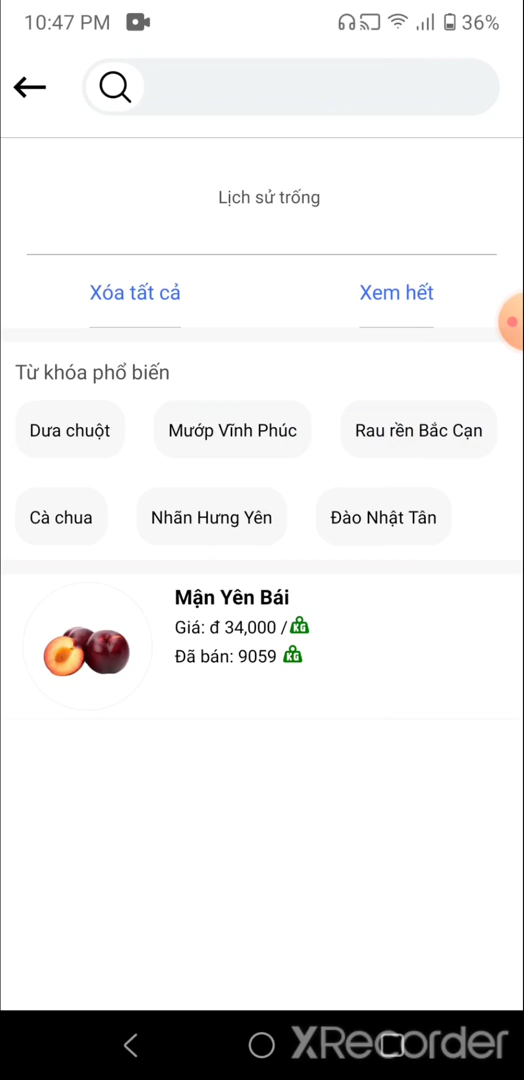 10:47 PM 36%
Lịch sử trống
Xóa tất cả Xem hết
Từ khóa phổ biến
Dưa chuột Mướp Vĩnh Phúc Rau rền Bắc Cạn
Cà chua Nhãn Hưng Yên Đào Nhật Tân
Mận Yên Bái
Giá: đ 34,000 / KG
Đã bán: 9059 KG
XRecorder